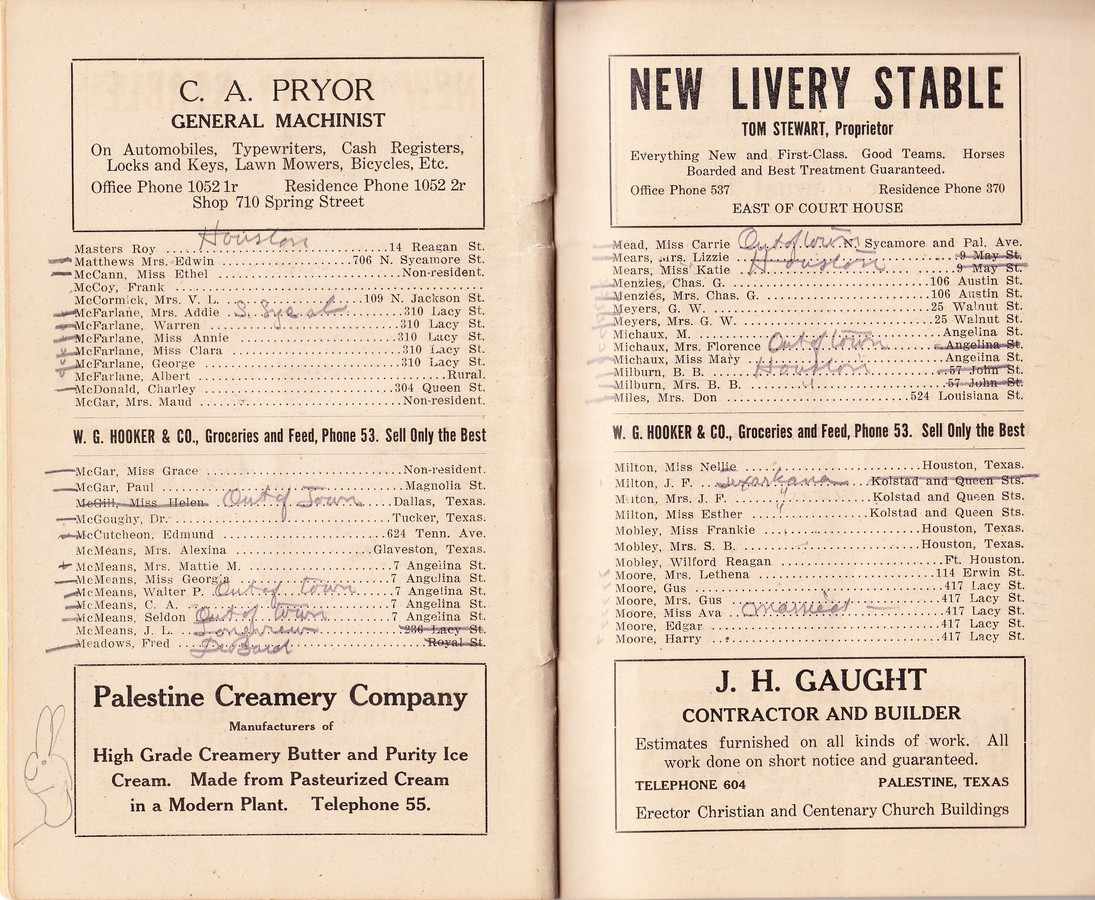 C. A. PRYOR
GENERAL MACHINIST
On Automobiles, Typewriters, Cash Registers,
Locks and Keys, Lawn Mowers, Bicycles, Etc.
Office Phone 1052 1r Residence Phone 1052 2r
Shop 710 Spring Street
Houston
Masters Roy ........................14 Reagan St.
Matthews Mrs. Edwin ................706 N. Sycamore St.
McCann, Miss Ethel .................Non-resident.
McCoy, Frank .......................
McCormick, Mrs. V. L. ..............109 N. Jackson St.
McFarlane, Mrs. Addie ..............310 Lacy St.
McFarlane, Warren ..................310 Lacy St.
McFarlane, Miss Annie ..............310 Lacy St.
McFarlane, Miss Clara ..............310 Lacy St.
McFarlane, George ..................310 Lacy St.
McFarlane, Albert ..................Rural.
McDonald, Charley ..................304 Queen St.
McGar, Mrs. Maud ...................Non-resident.
W. G. HOOKER & CO., Groceries and Feed, Phone 53. Sell Only the Best
McGar, Miss Grace ..................Non-resident.
McGar, Paul ........................Magnolia St.
McGill, Miss Helen Out of Town Dallas, Texas.
McGoughy, Dr. ......................Tucker, Texas.
McCutcheon, Edmund .................624 Tenn. Ave.
McMeans, Mrs. Alexina ..............Glaveston, Texas.
McMeans, Mrs. Mattie M. ............7 Angelina St.
McMeans, Miss Georgia ..............7 Angelina St.
McMeans, Walter P. Out of town 7 Angelina St.
McMeans, C. A. .....................7 Angelina St.
McMeans, Seldon Out of town 7 Angelina St.
McMeans, J. L. Longview 236 Lacy St.
Meadows, Fred ......................Royal St.
Palestine Creamery Company
Manufacturers of
High Grade Creamery Butter and Purity Ice
Cream. Made from Pasteurized Cream
in a Modern Plant. Telephone 55.
NEW LIVERY STABLE
TOM STEWART, Proprietor
Everything New and First-Class. Good Teams. Horses
Boarded and Best Treatment Guaranteed.
Office Phone 537 Residence Phone 370
EAST OF COURT HOUSE
Mead, Miss Carrie Out of town N. Sycamore and Pal. Ave.
Mears, Mrs. Lizzie .................9 May St.
Mears, Miss Katie Houston 9 May St.
Menzies, Chas. G. ..................106 Austin St.
Menzies, Mrs. Chas. G. .............106 Austin St.
Meyers, G. W. ......................25 Walnut St.
Meyers, Mrs. G. W. .................25 Walnut St.
Michaux, M. ........................Angelina St.
Michaux, Mrs. Florence Out of town Angelina St.
Michaux, Miss Mary .................Angelina St.
Milburn, B. B. Houston 57 John St.
Milburn, Mrs. B. B. " 57 John St.
Miles, Mrs. Don ....................524 Louisiana St.
W. G. HOOKER & CO., Groceries and Feed, Phone 53. Sell Only the Best
Milton, Miss Nellie ................Houston, Texas.
Milton, J. F. Texarkana Kolstad and Queen Sts.
Milton, Mrs. J. F. " Kolstad and Queen Sts.
Milton, Miss Esther " Kolstad and Queen Sts.
Mobley, Miss Frankie ...............Houston, Texas.
Mobley, Mrs. S. B. .................Houston, Texas.
Mobley, Wilford Reagan .............Ft. Houston.
Moore, Mrs. Lethena ................114 Erwin St.
Moore, Gus .........................417 Lacy St.
Moore, Mrs. Gus ....................417 Lacy St.
Moore, Miss Ava married 417 Lacy St.
Moore, Edgar .......................417 Lacy St.
Moore, Harry .......................417 Lacy St.
J. H. GAUGHT
CONTRACTOR AND BUILDER
Estimates furnished on all kinds of work. All
work done on short notice and guaranteed.
TELEPHONE 604 PALESTINE, TEXAS
Erector Christian and Centenary Church Buildings